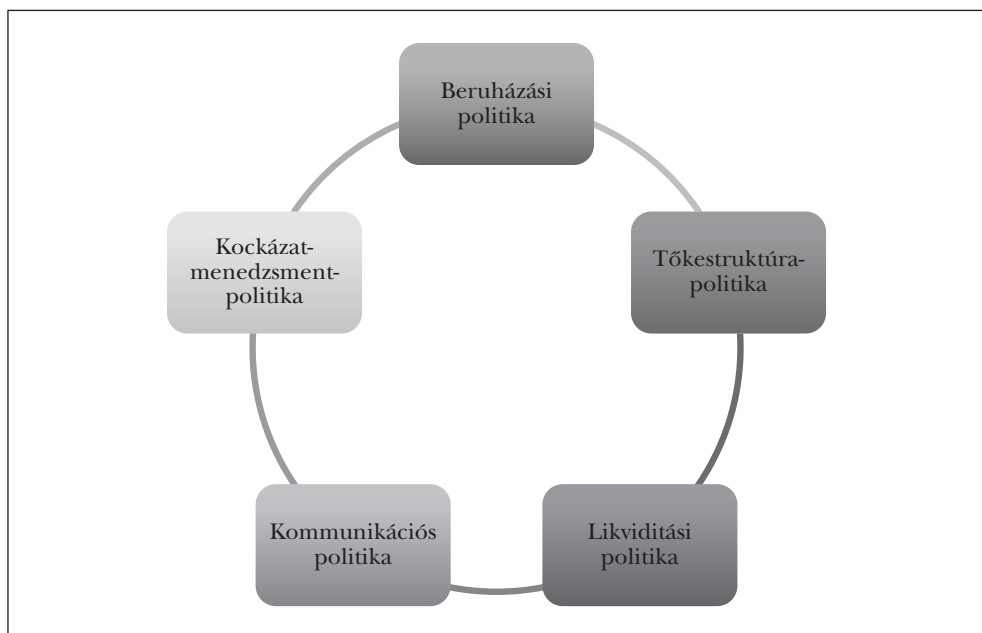 Beruházási
politika
Tőkestruktúra-
politika
Likviditási
politika
Kommunikációs
politika
Kockázat-
menedzsment-
politika